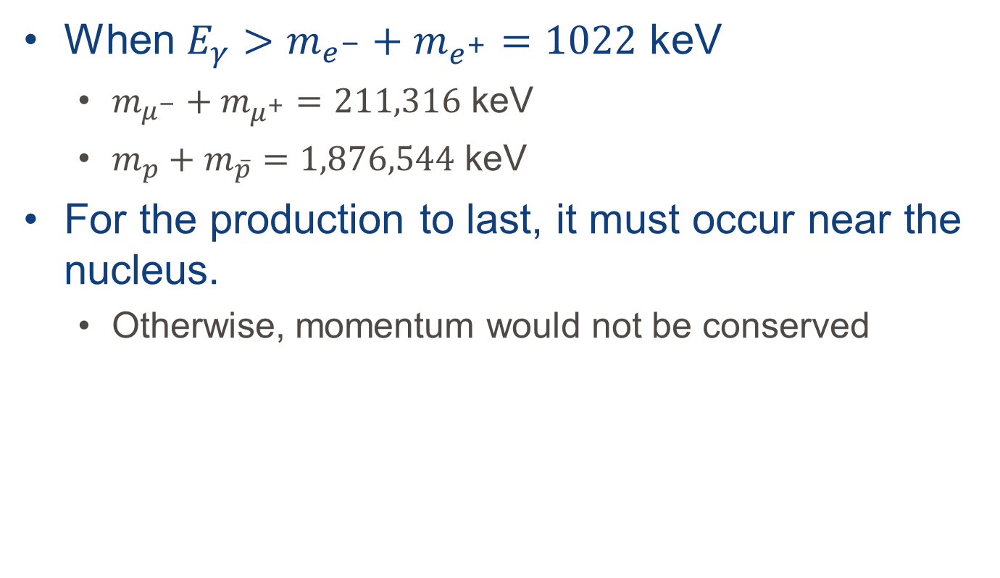 • When $E_\gamma > m_{e^-} + m_{e^+} = 1022$ keV
• $m_{\mu^-} + m_{\mu^+} = 211{,}316$ keV
• $m_p + m_{\bar{p}} = 1{,}876{,}544$ keV
• For the production to last, it must occur near the
nucleus.
• Otherwise, momentum would not be conserved